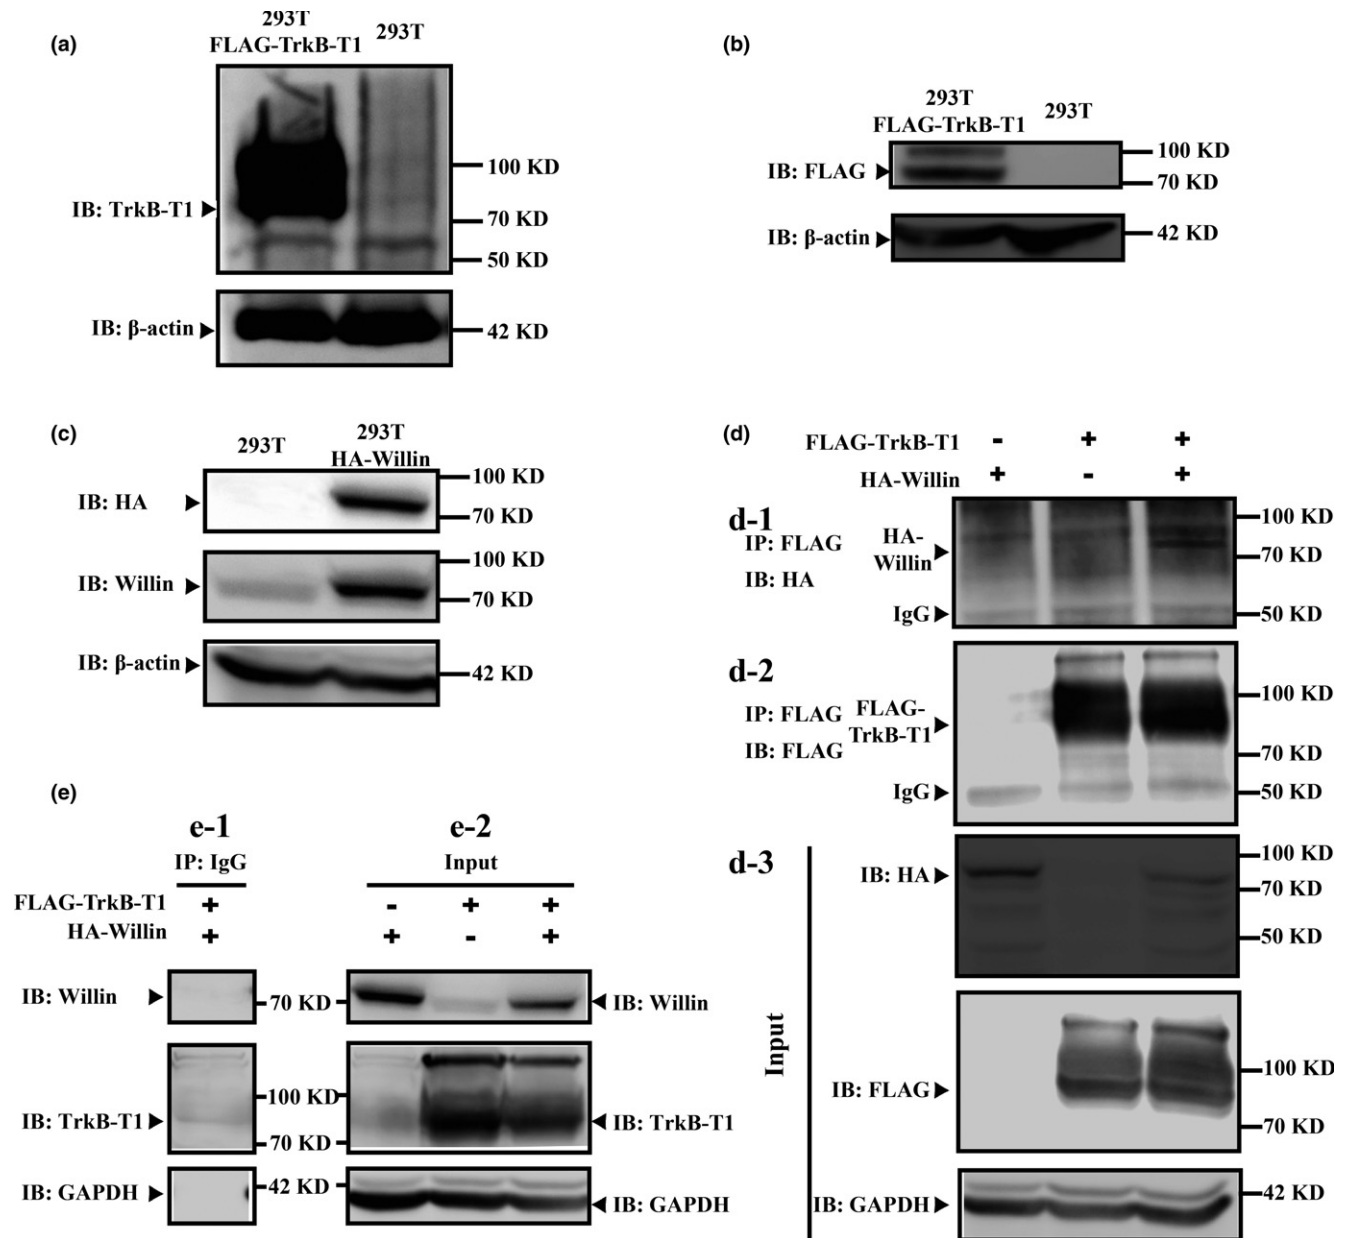 (a)
293T
FLAG-TrkB-T1
293T
100 KD
IB: TrkB-T1
70 KD
50 KD
IB: β-actin
42 KD
(b)
293T
FLAG-TrkB-T1
293T
IB: FLAG
100 KD
70 KD
IB: β-actin
42 KD
(c)
293T
293T
HA-Willin
100 KD
IB: HA
70 KD
100 KD
IB: Willin
70 KD
IB: β-actin
42 KD
(d)
FLAG-TrkB-T1 - + +
HA-Willin + - +
d-1
IP: FLAG
IB: HA
HA-
Willin
IgG
100 KD
70 KD
50 KD
d-2
IP: FLAG
IB: FLAG
FLAG-
TrkB-T1
IgG
100 KD
70 KD
50 KD
d-3
Input
IB: HA
100 KD
70 KD
50 KD
IB: FLAG
100 KD
70 KD
IB: GAPDH
42 KD
(e)
e-1
IP: IgG
e-2
Input
FLAG-TrkB-T1 + - + +
HA-Willin + + - +
IB: Willin
70 KD
IB: Willin
100 KD
IB: TrkB-T1
70 KD
IB: TrkB-T1
42 KD
IB: GAPDH
IB: GAPDH